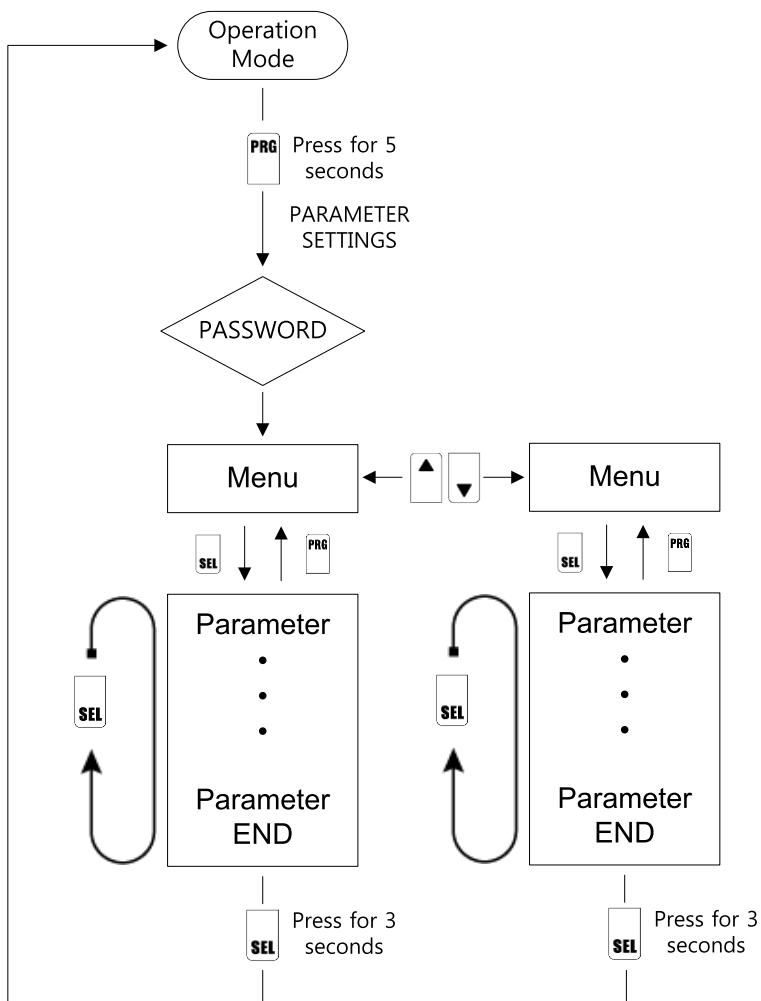 Operation
Mode
PRG
Press for 5
seconds
PARAMETER
SETTINGS
PASSWORD
Menu
Menu
SEL
PRG
SEL
PRG
Parameter
Parameter
SEL
SEL
Parameter
END
Parameter
END
SEL
Press for 3
seconds
SEL
Press for 3
seconds